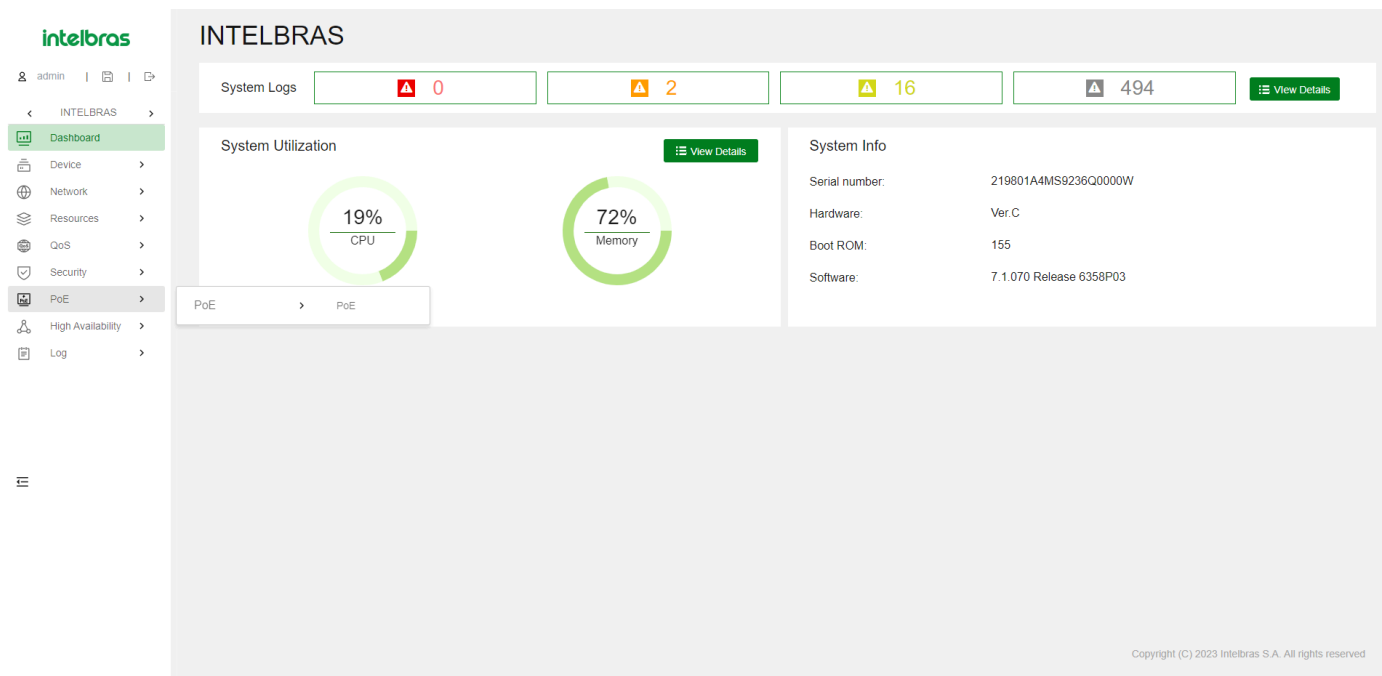 intelbras
INTELBRAS
admin | |
System Logs 0 2 16 494 View Details
INTELBRAS
Dashboard
Device
Network
Resources
QoS
Security
PoE
High Availability
Log
System Utilization View Details
19%
CPU
72%
Memory
PoE PoE
System Info
Serial number: 219801A4MS9236Q0000W
Hardware: Ver.C
Boot ROM: 155
Software: 7.1.070 Release 6358P03
Copyright (C) 2023 Intelbras S.A. All rights reserved